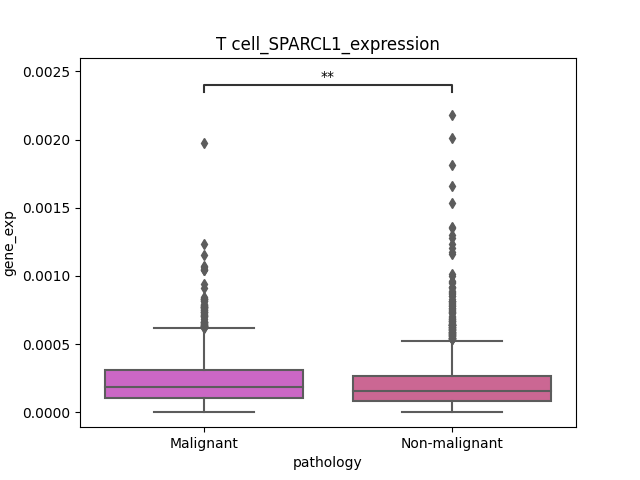 T cell_SPARCL1_expression
**
0.0025
0.0020
0.0015
0.0010
0.0005
0.0000
gene_exp
Malignant
Non-malignant
pathology